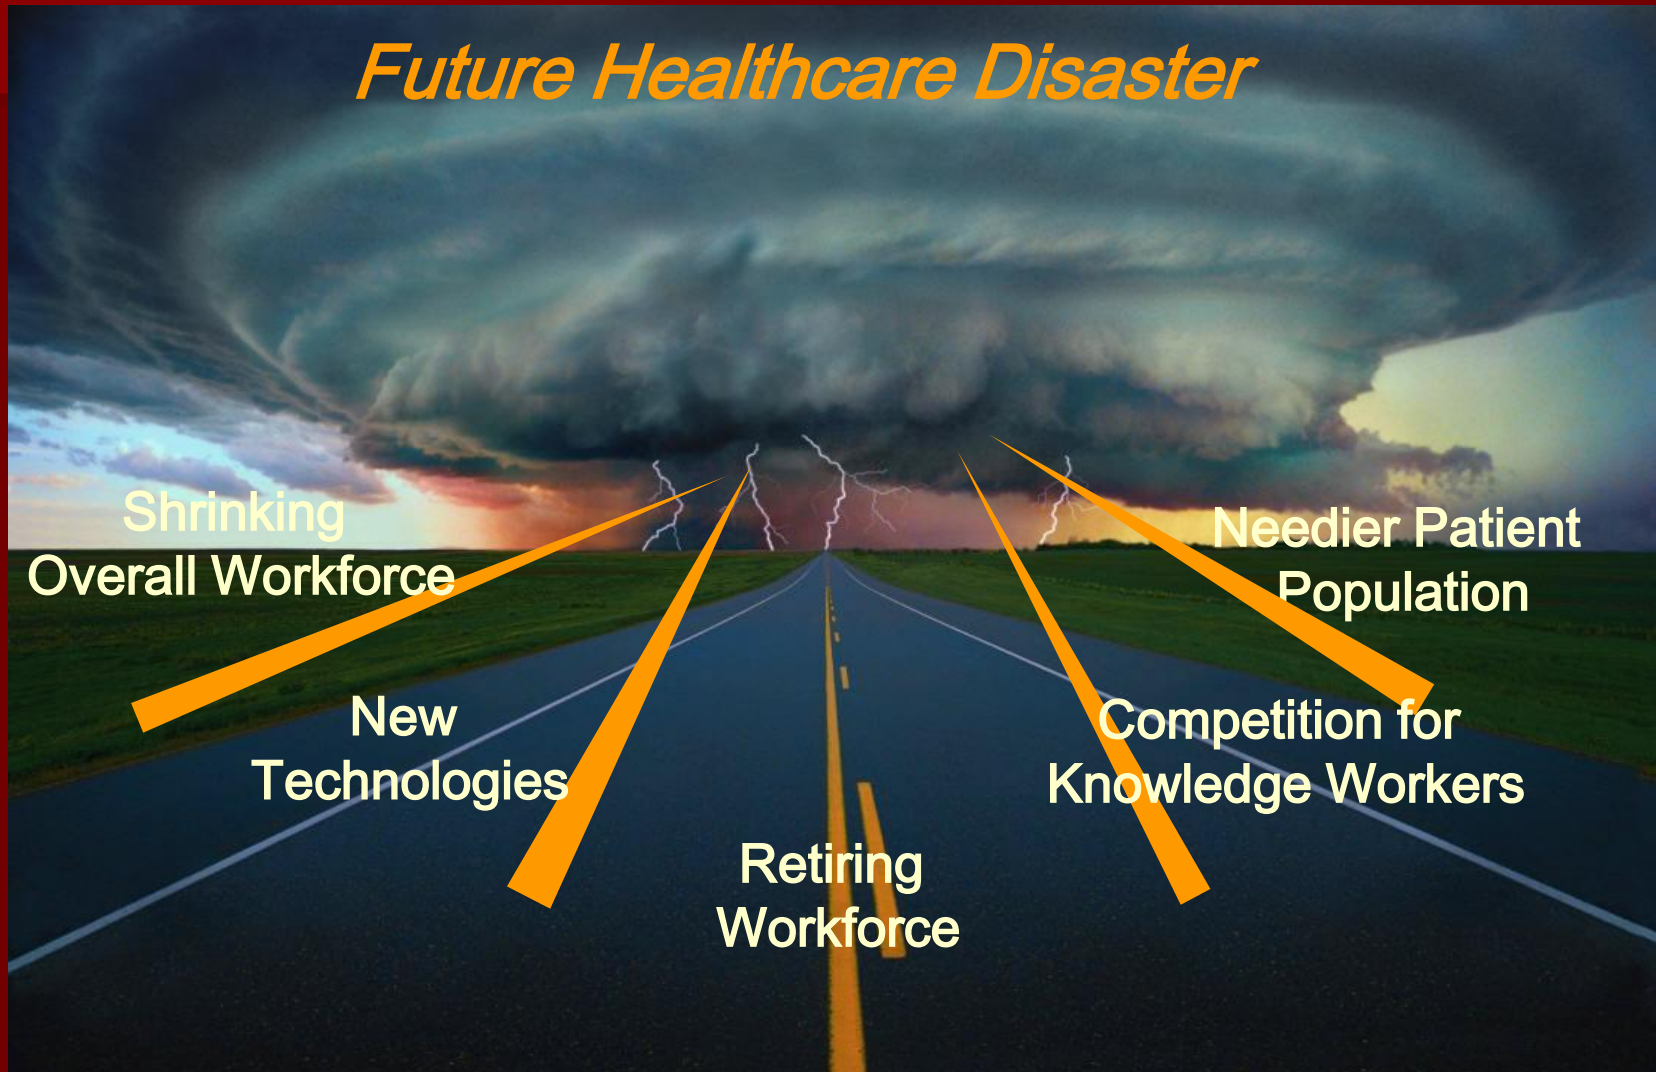 Future Healthcare Disaster
Shrinking
Overall Workforce
Needier Patient
Population
New
Technologies
Competition for
Knowledge Workers
Retiring
Workforce